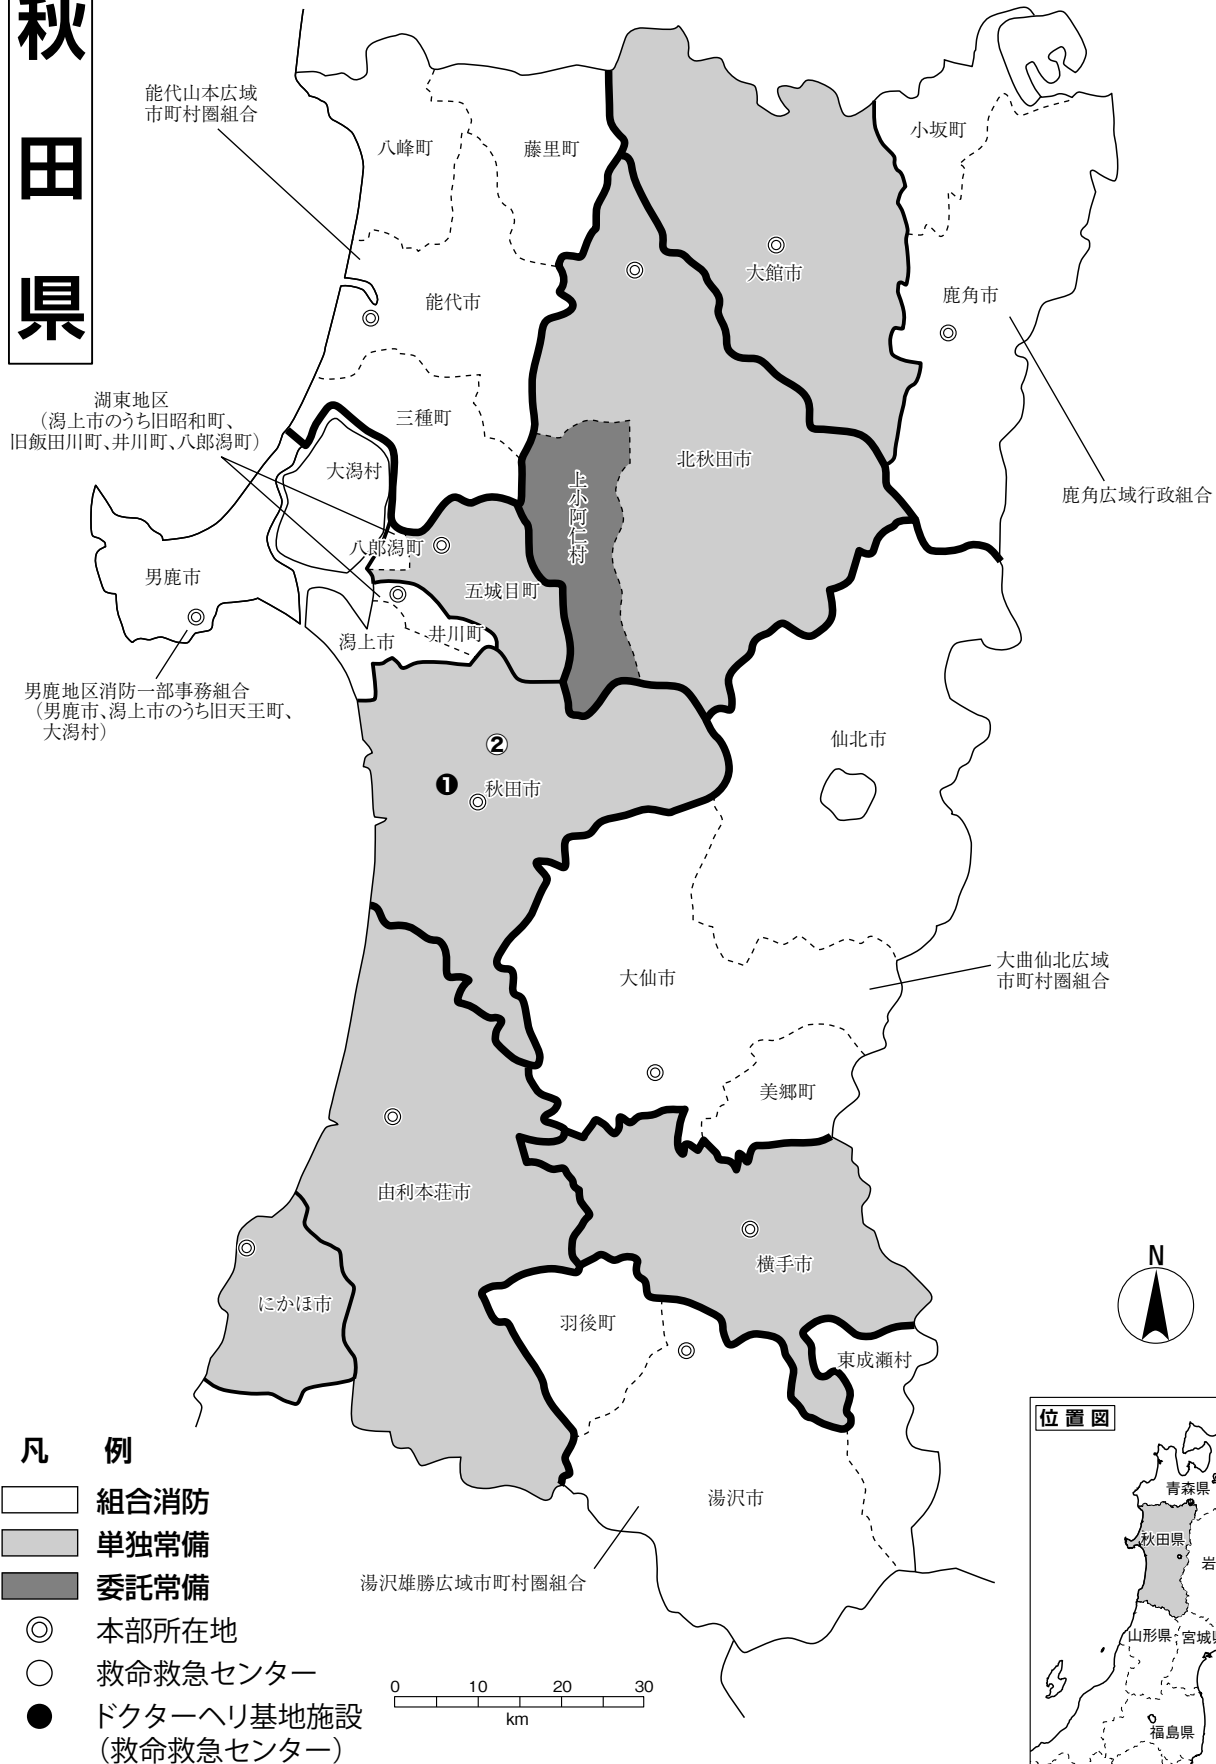 秋田県
能代山本広域
市町村圏組合
八峰町
藤里町
小坂町
大館市
鹿角市
能代市
湖東地区
（潟上市のうち旧昭和町、
旧飯田川町、井川町、八郎潟町）
三種町
大潟村
北秋田市
上小阿仁村
鹿角広域行政組合
八郎潟町
男鹿市
五城目町
潟上市
井川町
男鹿地区消防一部事務組合
（男鹿市、潟上市のうち旧天王町、
大潟村）
仙北市
②
❶
秋田市
大仙市
大曲仙北広域
市町村圏組合
美郷町
由利本荘市
横手市
にかほ市
羽後町
東成瀬村
湯沢市
湯沢雄勝広域市町村圏組合
N
凡 例
組合消防
単独常備
委託常備
本部所在地
救命救急センター
ドクターヘリ基地施設
（救命救急センター）
0 10 20 30
km
位置図
青森県
秋田県
岩
山形県
宮城県
福島県